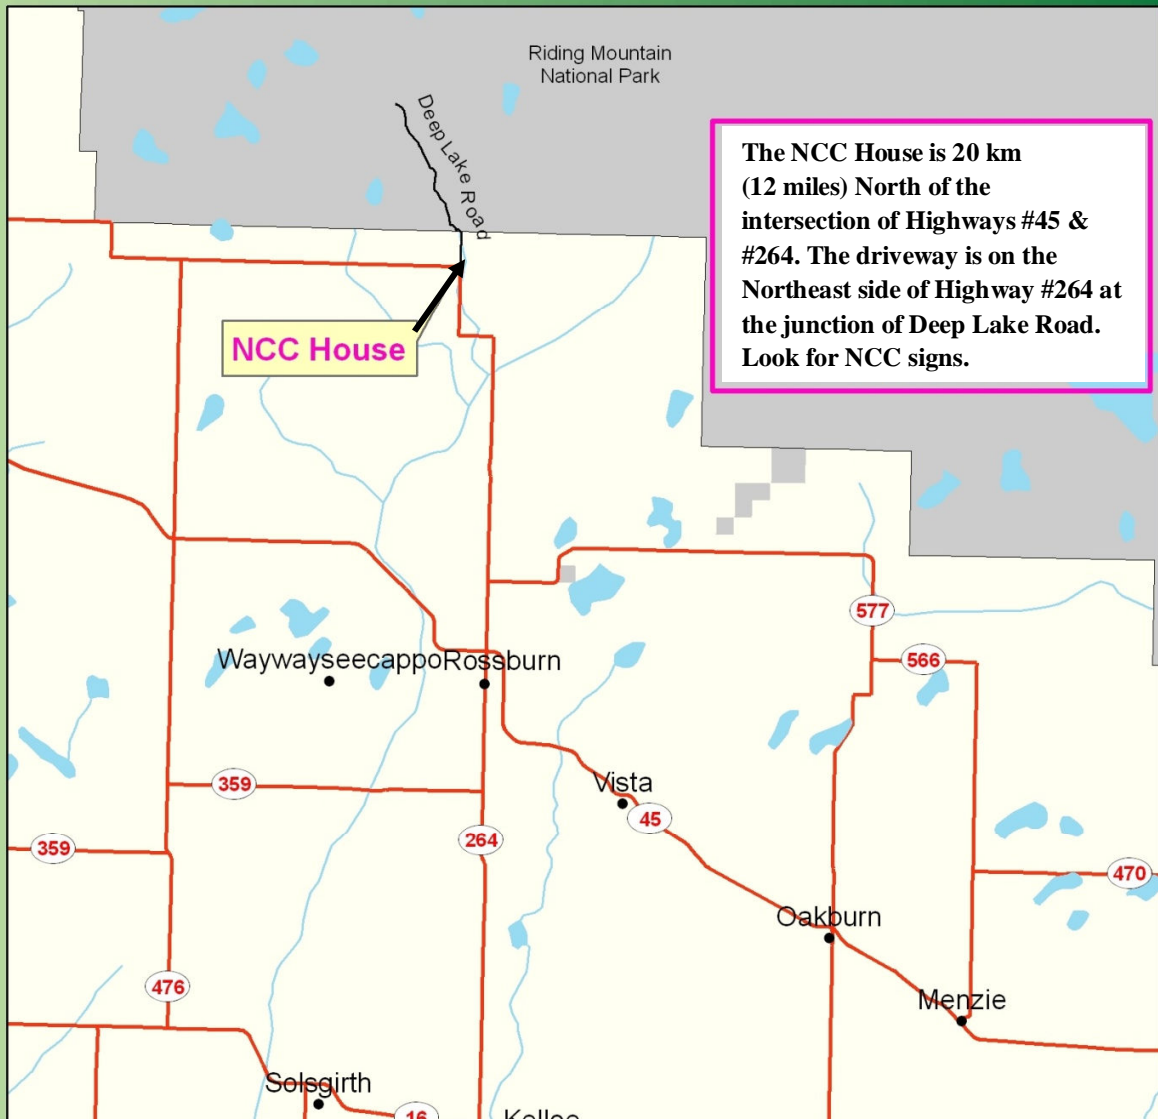 Riding Mountain
National Park
Deep Lake Road
The NCC House is 20 km
(12 miles) North of the
intersection of Highways #45 &
#264. The driveway is on the
Northeast side of Highway #264 at
the junction of Deep Lake Road.
Look for NCC signs.
NCC House
577
566
Waywayseecappo
Rossburn
359
Vista
45
264
359
470
Oakburn
476
Menzie
Solsgirth
16